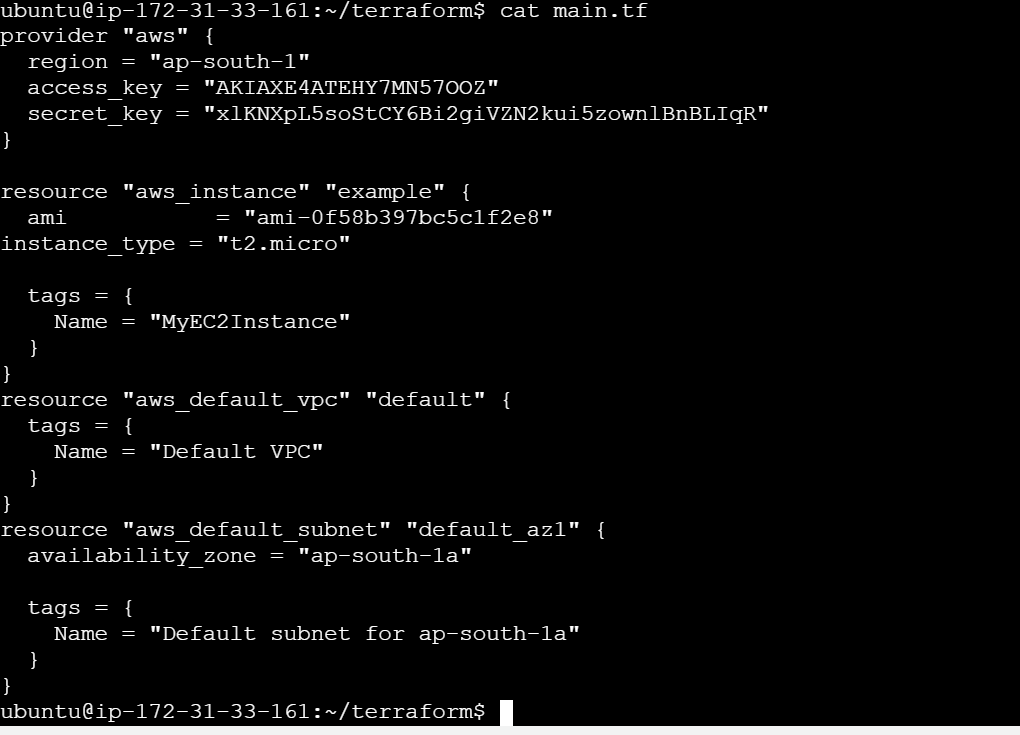 ubuntu@ip-172-31-33-161:~/terraform$ cat main.tf
provider "aws" {
  region = "ap-south-1"
  access_key = "AKIAXE4ATEHY7MN57OOZ"
  secret_key = "xlKNXpL5soStCY6Bi2giVZN2kui5zownlBnBLIqR"
}

resource "aws_instance" "example" {
  ami           = "ami-0f58b397bc5c1f2e8"
instance_type = "t2.micro"

  tags = {
    Name = "MyEC2Instance"
  }
}
resource "aws_default_vpc" "default" {
  tags = {
    Name = "Default VPC"
  }
}
resource "aws_default_subnet" "default_az1" {
  availability_zone = "ap-south-1a"

  tags = {
    Name = "Default subnet for ap-south-1a"
  }
}
ubuntu@ip-172-31-33-161:~/terraform$